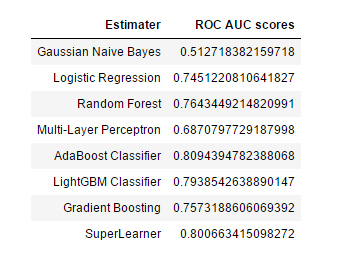 Estimater ROC AUC scores
Gaussian Naive Bayes 0.512718382159718
Logistic Regression 0.7451220810641827
Random Forest 0.7643449214820991
Multi-Layer Perceptron 0.6870797729187998
AdaBoost Classifier 0.8094394782388068
LightGBM Classifier 0.7938542638890147
Gradient Boosting 0.7573188606069392
SuperLearner 0.800663415098272